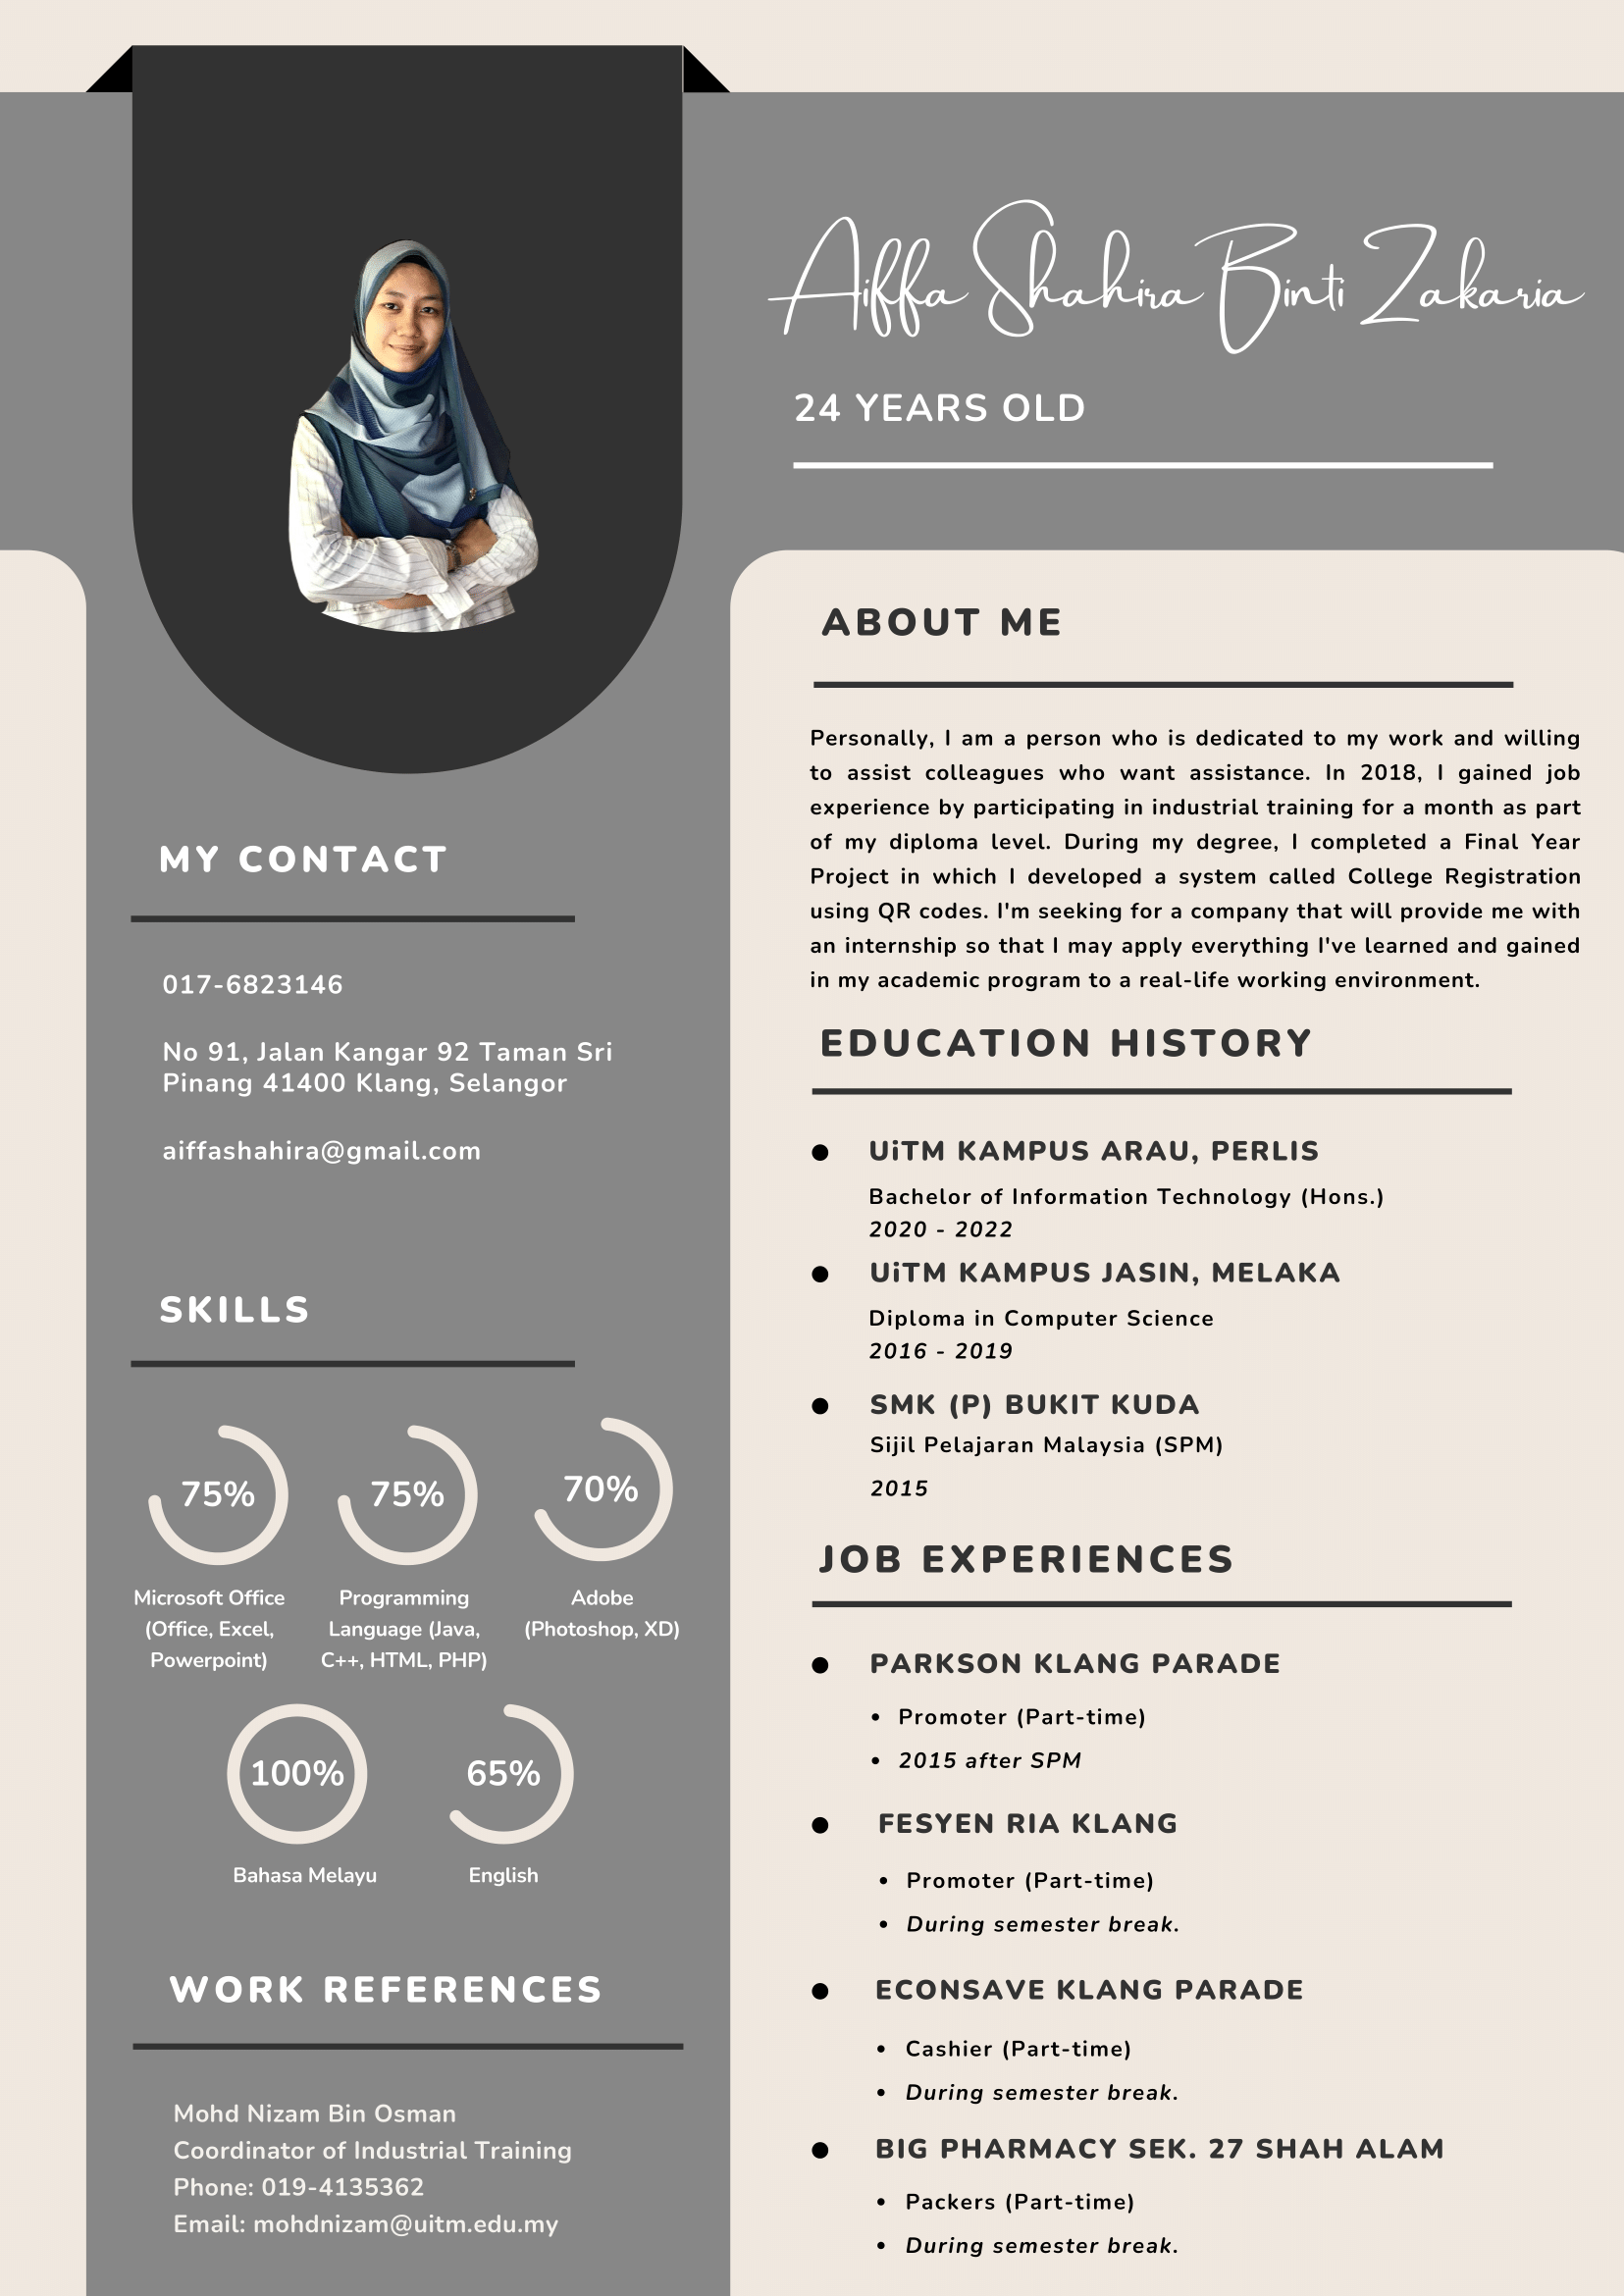 Aiffa Shahira Binti Zakaria
24 YEARS OLD
MY CONTACT
017-6823146
No 91, Jalan Kangar 92 Taman Sri
Pinang 41400 Klang, Selangor
aiffashahira@gmail.com
SKILLS
75%
75%
70%
Microsoft Office
(Office, Excel,
Powerpoint)
Programming
Language (Java,
C++, HTML, PHP)
Adobe
(Photoshop, XD)
100%
65%
Bahasa Melayu
English
WORK REFERENCES
Mohd Nizam Bin Osman
Coordinator of Industrial Training
Phone: 019-4135362
Email: mohdnizam@uitm.edu.my
ABOUT ME
Personally, I am a person who is dedicated to my work and willing
to assist colleagues who want assistance. In 2018, I gained job
experience by participating in industrial training for a month as part
of my diploma level. During my degree, I completed a Final Year
Project in which I developed a system called College Registration
using QR codes. I'm seeking for a company that will provide me with
an internship so that I may apply everything I've learned and gained
in my academic program to a real-life working environment.
EDUCATION HISTORY
● UiTM KAMPUS ARAU, PERLIS
Bachelor of Information Technology (Hons.)
2020 - 2022
● UiTM KAMPUS JASIN, MELAKA
Diploma in Computer Science
2016 - 2019
● SMK (P) BUKIT KUDA
Sijil Pelajaran Malaysia (SPM)
2015
JOB EXPERIENCES
● PARKSON KLANG PARADE
• Promoter (Part-time)
• 2015 after SPM
● FESYEN RIA KLANG
• Promoter (Part-time)
• During semester break.
● ECONSAVE KLANG PARADE
• Cashier (Part-time)
• During semester break.
● BIG PHARMACY SEK. 27 SHAH ALAM
• Packers (Part-time)
• During semester break.